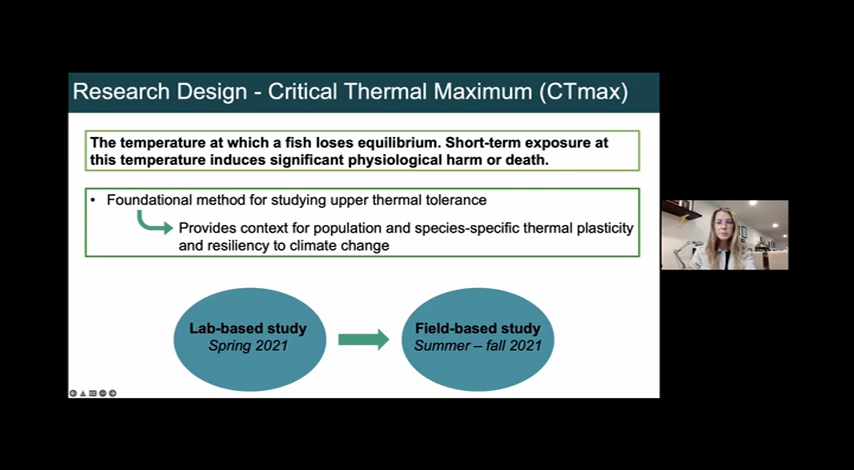 Research Design - Critical Thermal Maximum (CTmax)
The temperature at which a fish loses equilibrium. Short-term exposure at
this temperature induces significant physiological harm or death.
• Foundational method for studying upper thermal tolerance
Provides context for population and species-specific thermal plasticity
and resiliency to climate change
Lab-based study
Spring 2021
Field-based study
Summer – fall 2021